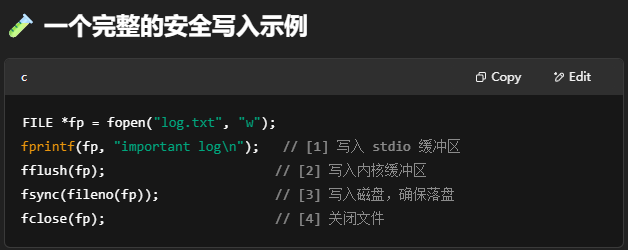 🧪 一个完整的安全写入示例
c Copy Edit
FILE *fp = fopen("log.txt", "w");
fprintf(fp, "important log\n");   // [1] 写入 stdio 缓冲区
fflush(fp);                       // [2] 写入内核缓冲区
fsync(fileno(fp));                // [3] 写入磁盘，确保落盘
fclose(fp);                       // [4] 关闭文件